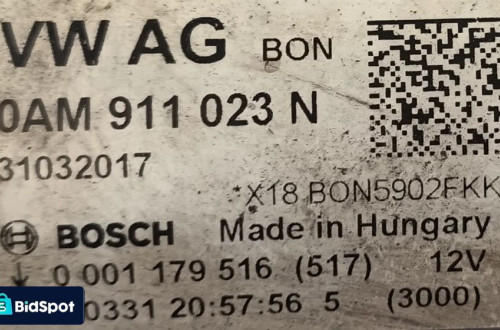 VW AG BON
0AM 911 023 N
31032017
*X18 BON5902FKK
BOSCH Made in Hungary
0 001 179 516 (517) 12V
0331 20:57:56 5 (3000)
BidSpot